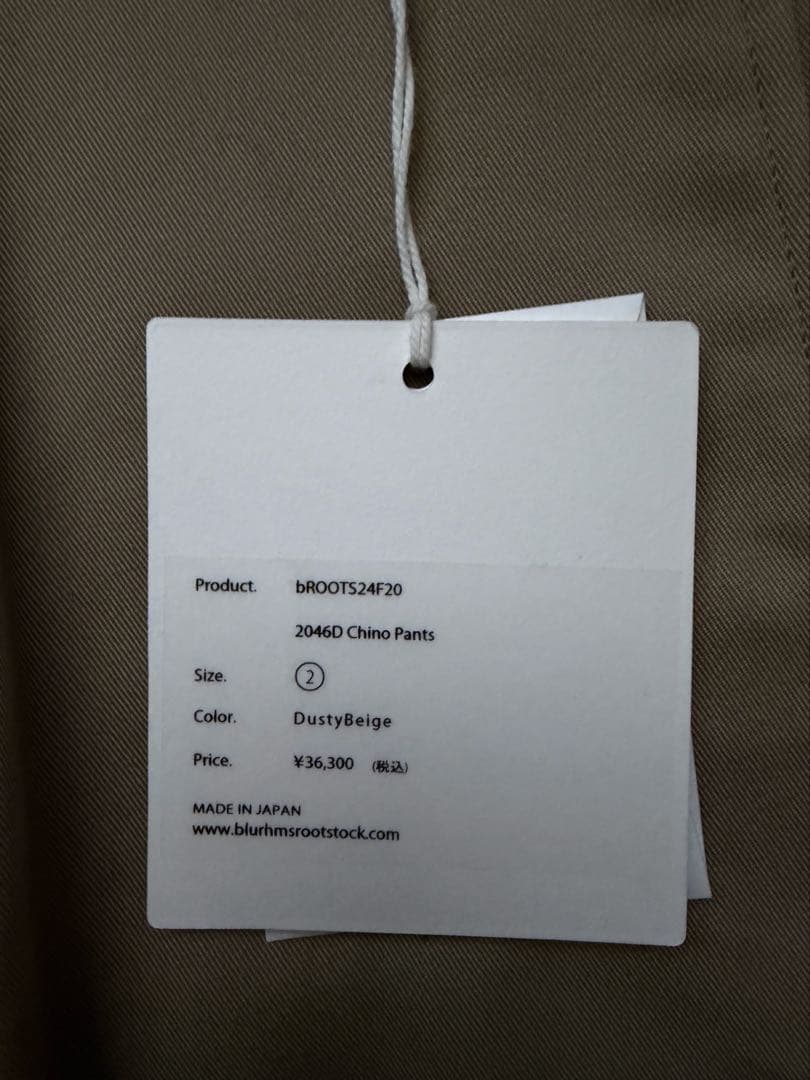 Product. bROOTS24F20
2046D Chino Pants
Size. ②
Color. DustyBeige
Price. ¥36,300 (税込)
MADE IN JAPAN
www.blurhmsrootstock.com